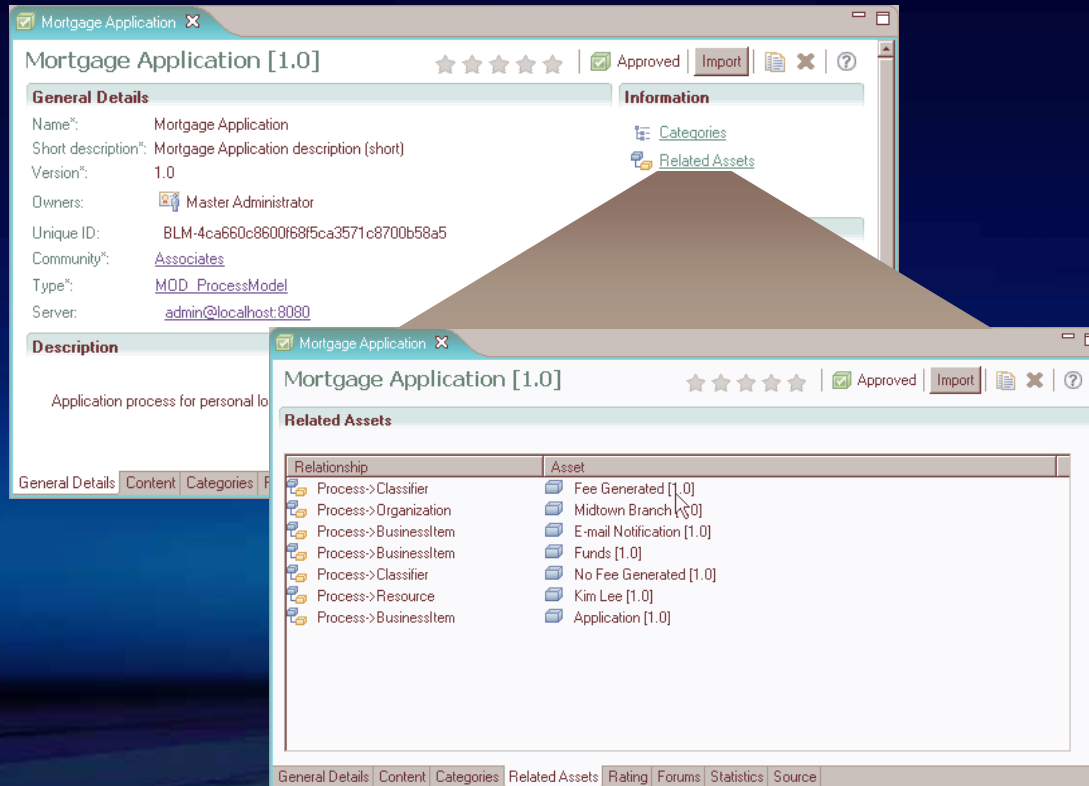 Mortgage Application
Mortgage Application [1.0]
Approved
Import
General Details
Information
Name*: Mortgage Application
Categories
Short description*: Mortgage Application description (short)
Related Assets
Version*: 1.0
Owners: Master Administrator
Unique ID: BLM-4ca660c8600f68f5ca3571c8700b58a5
Community*: Associates
Type*: MOD_ProcessModel
Server: admin@localhost:8080
Description
Application process for personal lo
General Details Content Categories
Mortgage Application
Mortgage Application [1.0]
Approved
Import
Related Assets
Relationship Asset
Process->Classifier Fee Generated [1.0]
Process->Organization Midtown Branch
Process->BusinessItem E-mail Notification [1.0]
Process->BusinessItem Funds [1.0]
Process->Classifier No Fee Generated [1.0]
Process->Resource Kim Lee [1.0]
Process->BusinessItem Application [1.0]
General Details Content Categories Related Assets Rating Forums Statistics Source